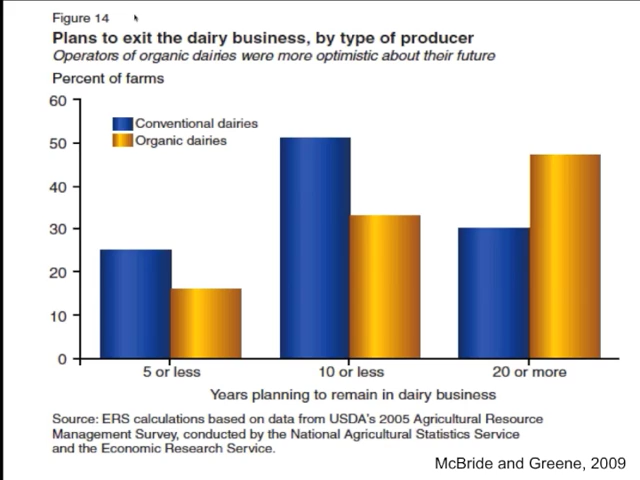 Figure 14
Plans to exit the dairy business, by type of producer
Operators of organic dairies were more optimistic about their future
Percent of farms
60
50
40
30
20
10
0
Conventional dairies
Organic dairies
5 or less
10 or less
20 or more
Years planning to remain in dairy business
Source: ERS calculations based on data from USDA's 2005 Agricultural Resource
Management Survey, conducted by the National Agricultural Statistics Service
and the Economic Research Service.
McBride and Greene, 2009